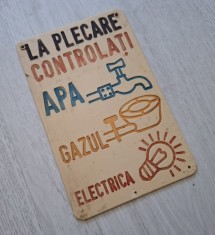 "LA PLECARE"
CONTROLAȚI
APA
GAZUL
ELECTRICA